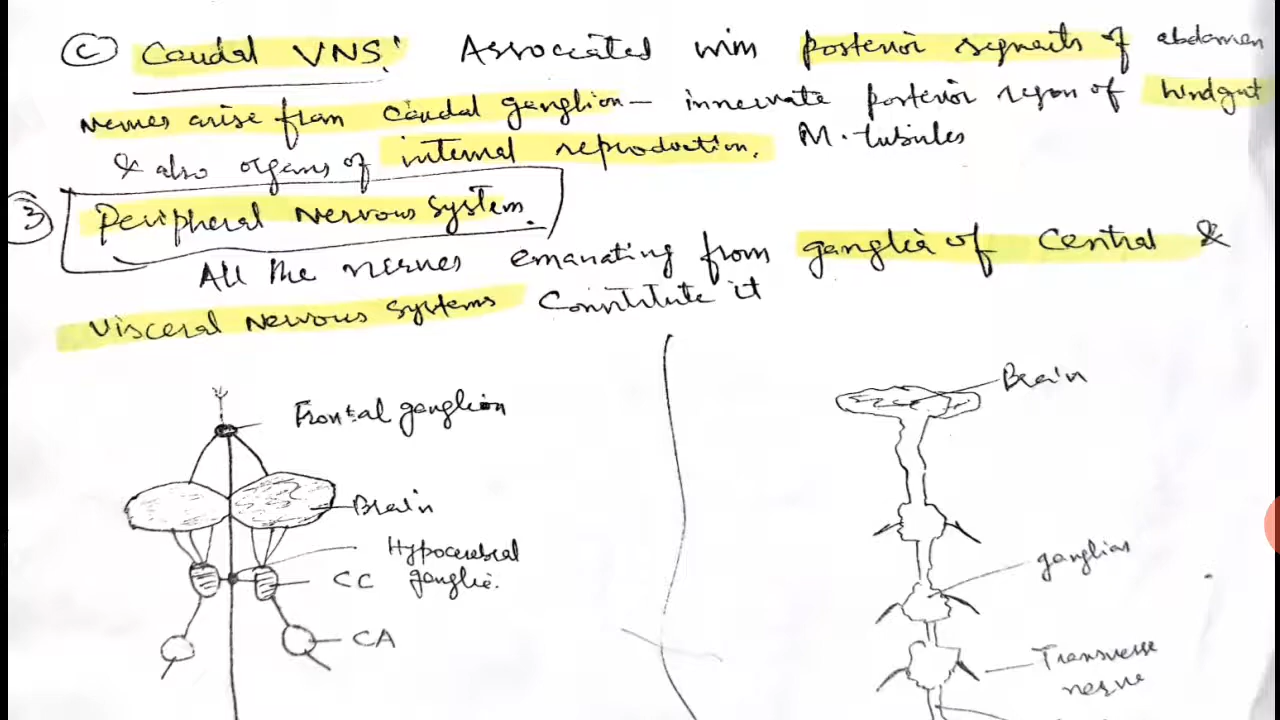 C Caudal VNS: Associated with posterior segments of abdomen
nerves arise from caudal ganglion - innervate posterior region of hindgut
& also organs of internal reproduction. M. tubules
3 Peripheral Nervous System.
All the nerves emanating from ganglia of Central &
Visceral Nervous Systems Constitute it
Frontal ganglion
Brain
Hypocerebral
ganglia.
CC
CA
Brain
ganglias
Transverse
nerve